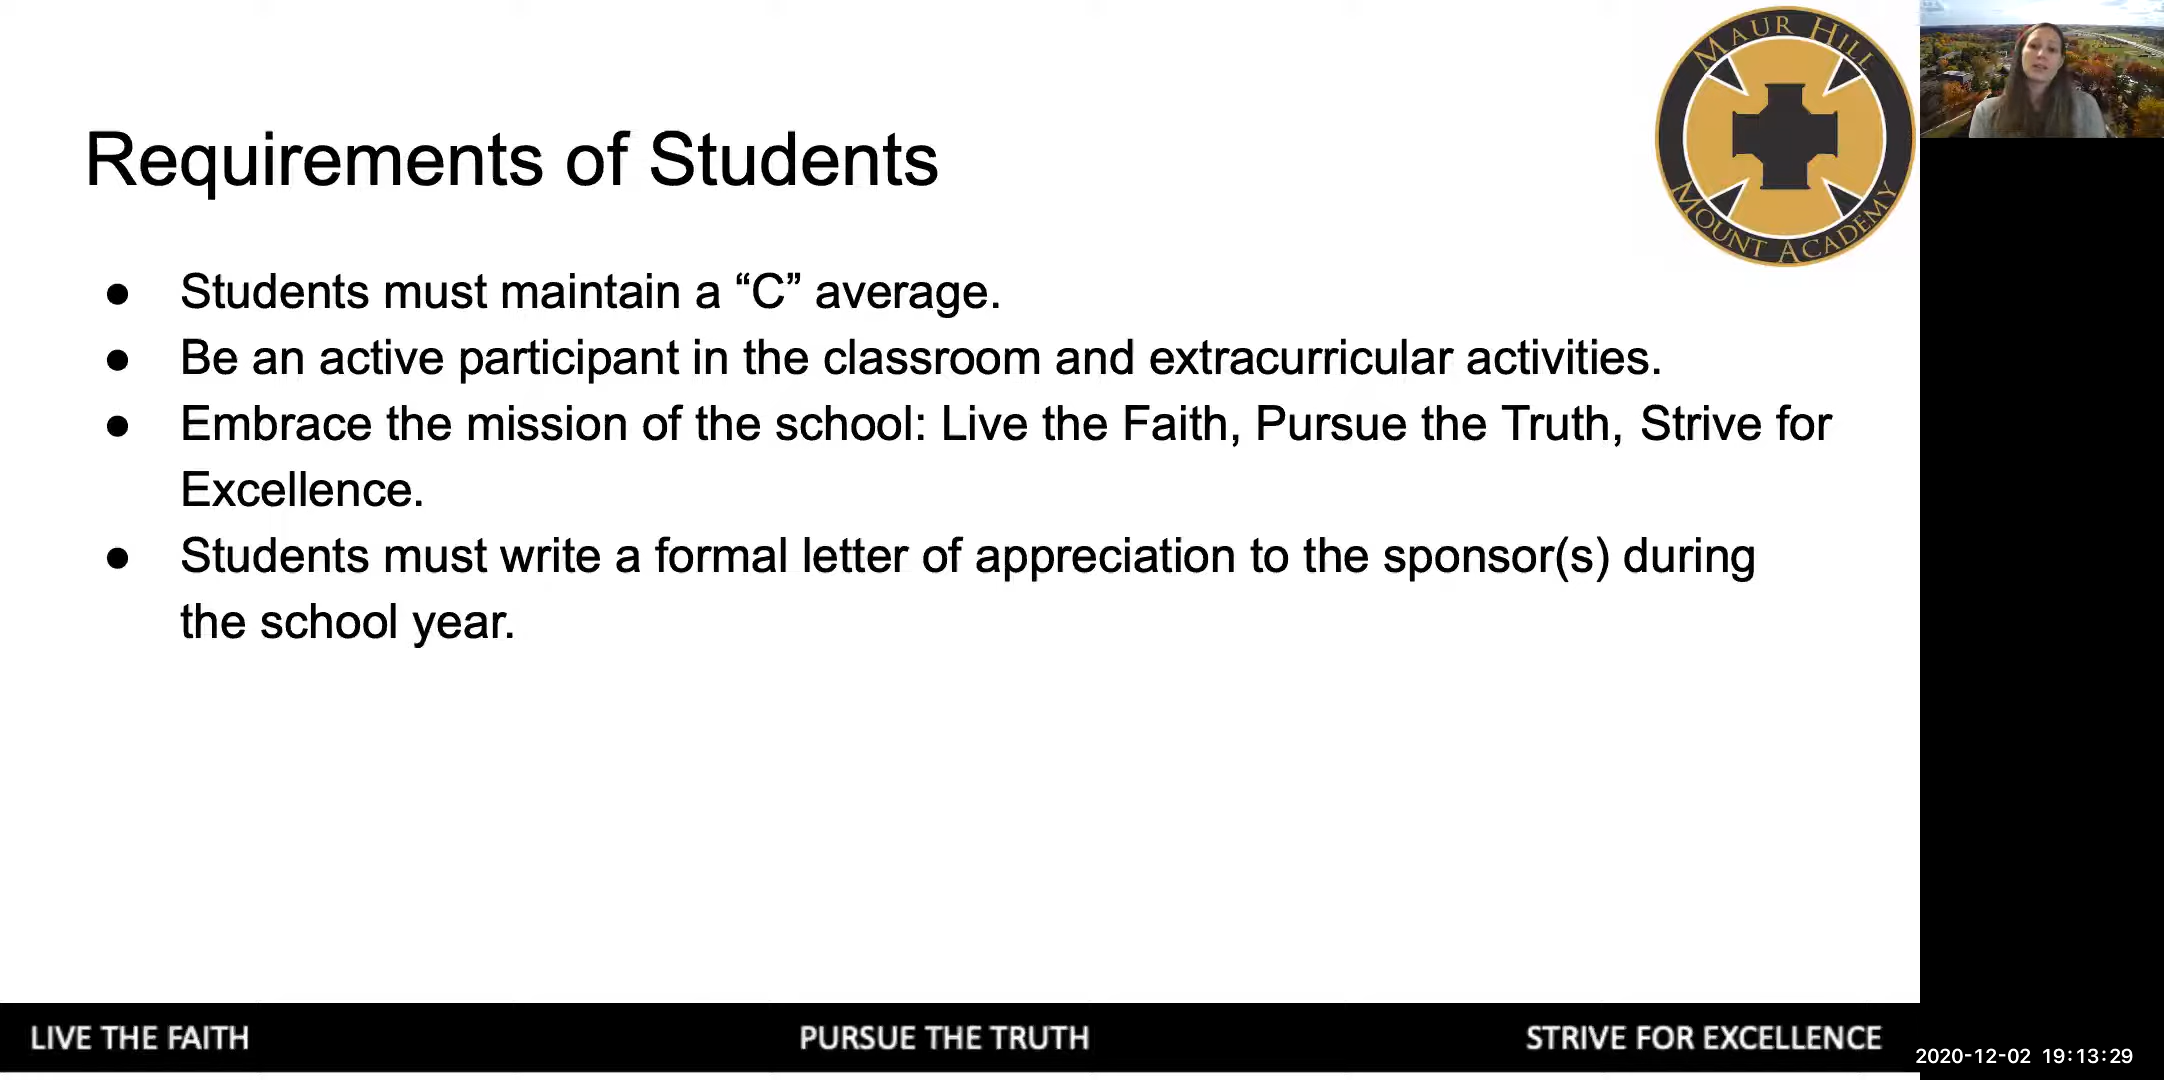 MAUR HILL
MOUNT ACADEMY
Requirements of Students
● Students must maintain a “C” average.
● Be an active participant in the classroom and extracurricular activities.
● Embrace the mission of the school: Live the Faith, Pursue the Truth, Strive for
Excellence.
● Students must write a formal letter of appreciation to the sponsor(s) during
the school year.
LIVE THE FAITH
PURSUE THE TRUTH
STRIVE FOR EXCELLENCE
2020-12-02 19:13:29